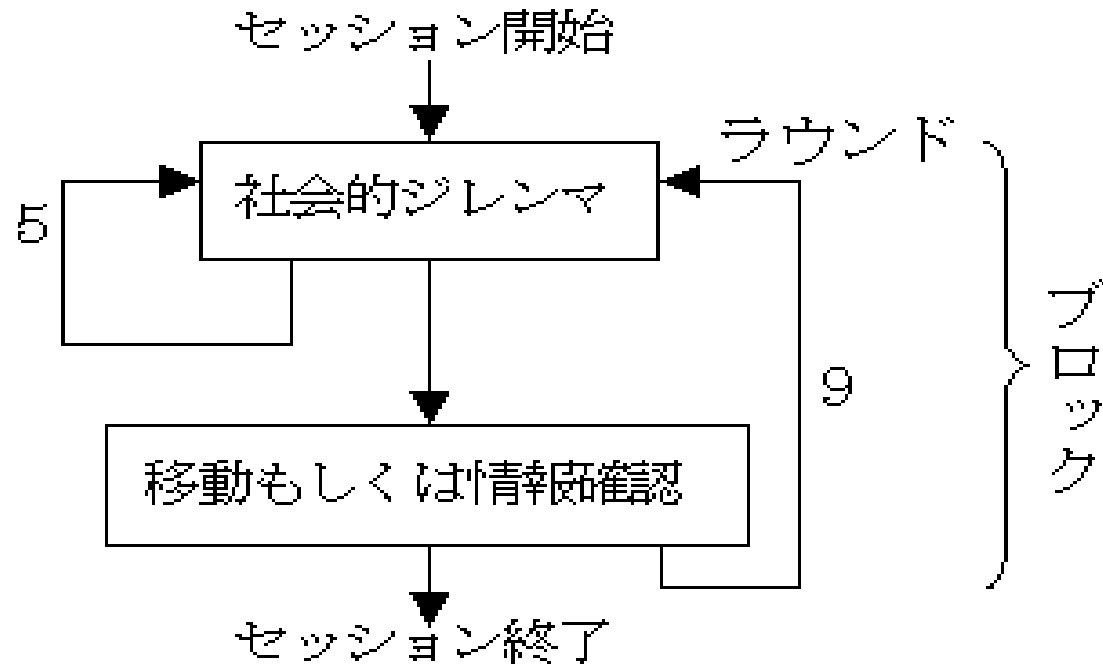 セッション開始
ラウンド
社会的ジレンマ
5
ブロック
9
移動もしくは情報確認
セッション終了